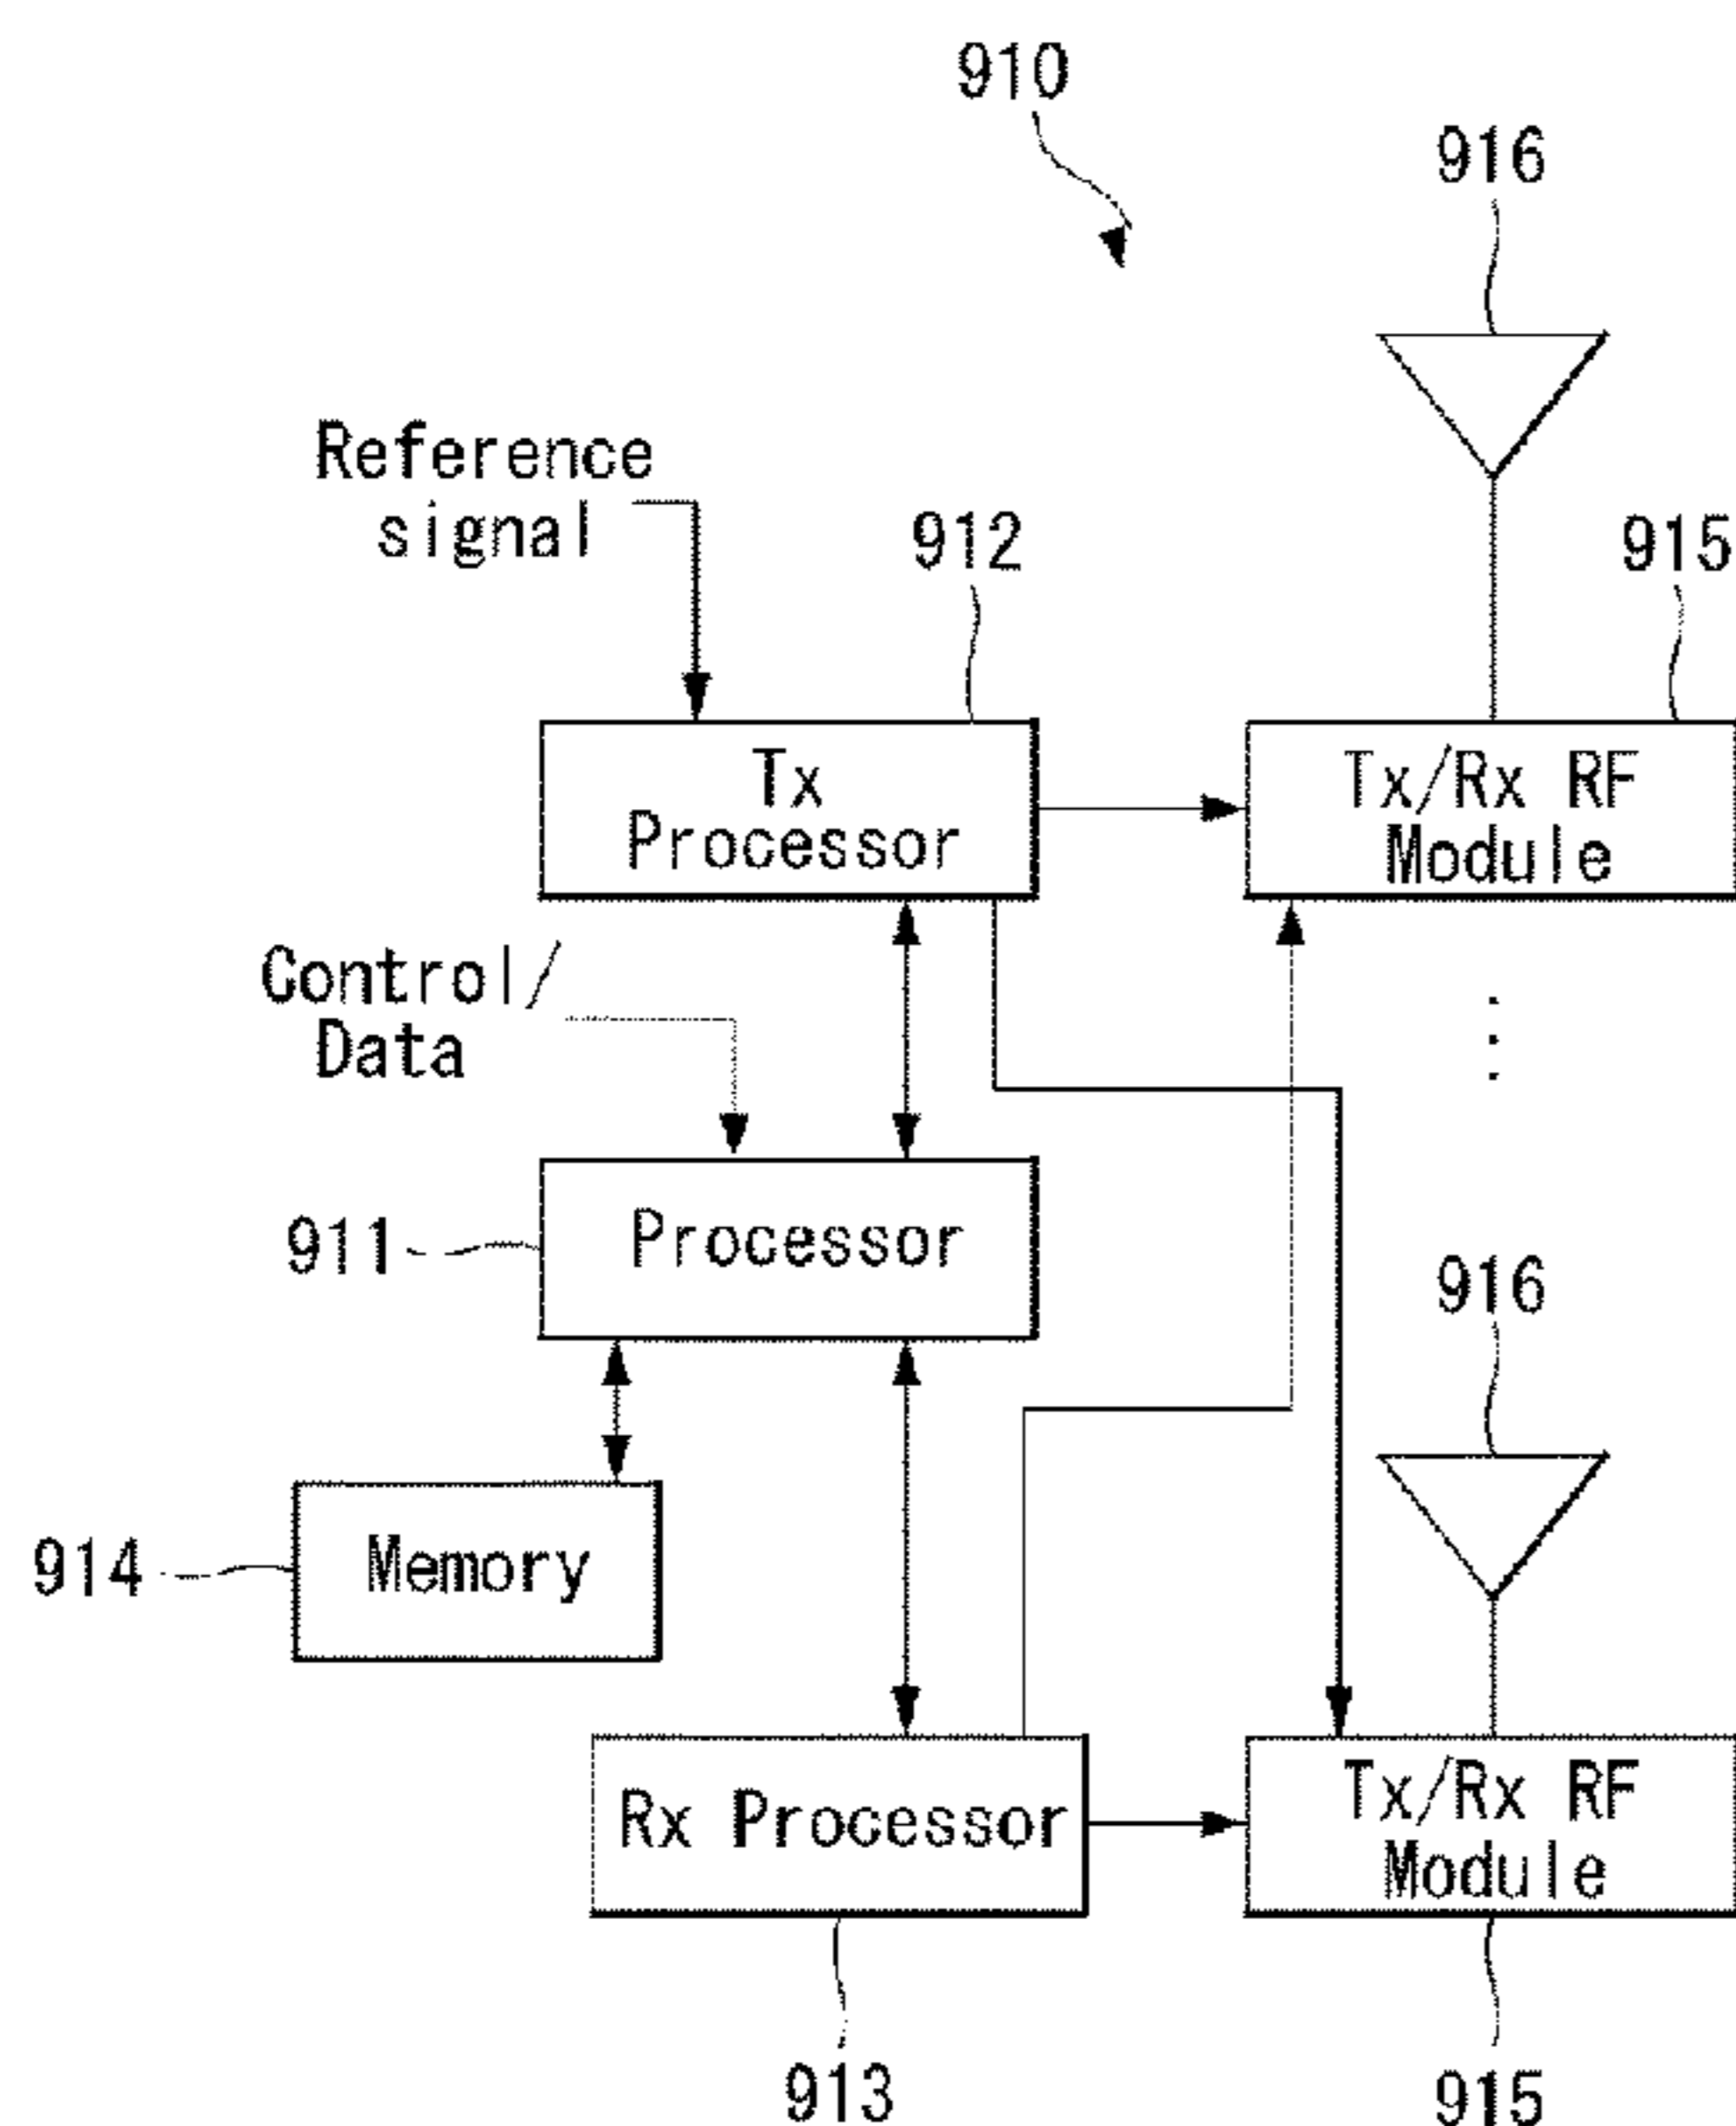 910
916
Reference
signal
912
915
Tx
Processor
Tx/Rx RF
Module
Control/
Data
911
Processor
916
914
Memory
Rx Processor
Tx/Rx RF
Module
913
915